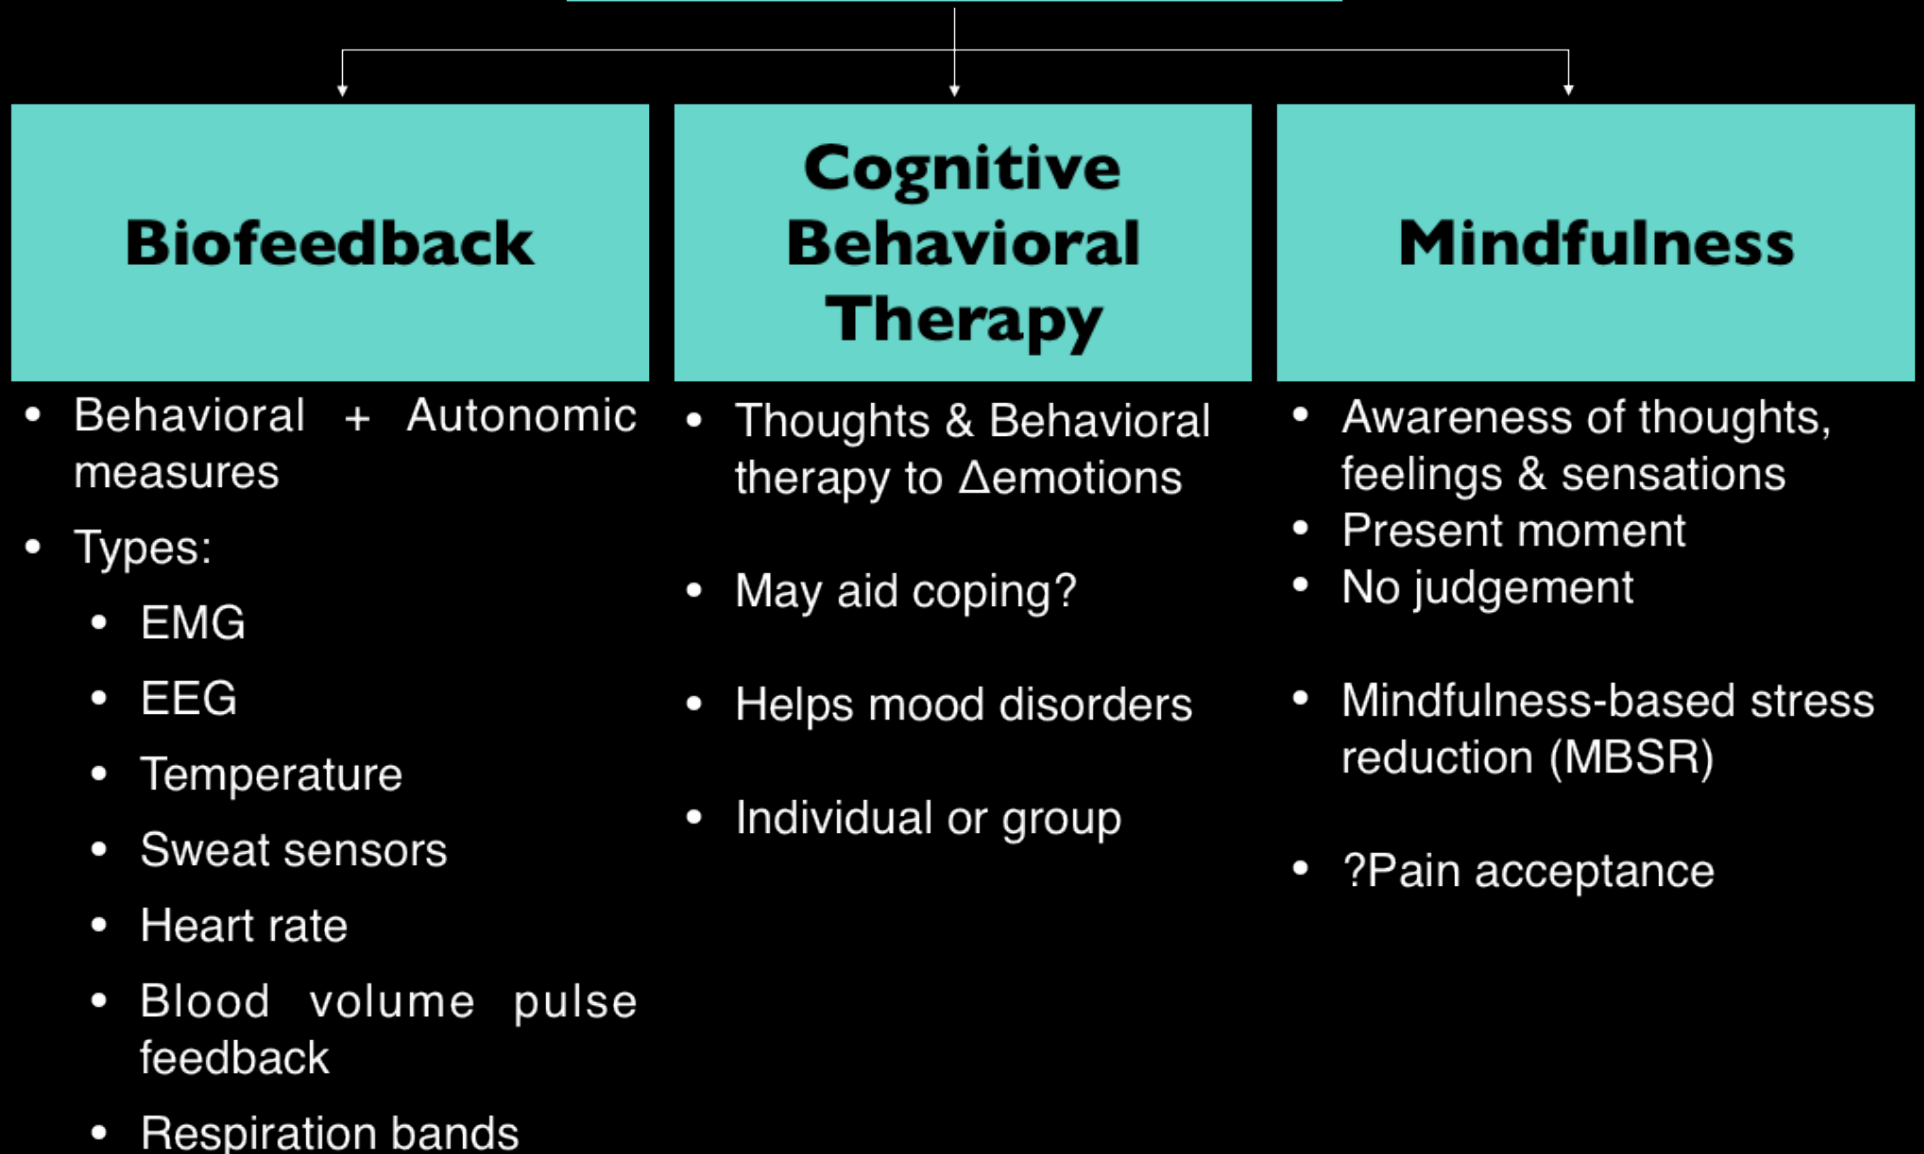 Biofeedback
• Behavioral + Autonomic
measures
• Types:
• EMG
• EEG
• Temperature
• Sweat sensors
• Heart rate
• Blood volume pulse
feedback
• Respiration bands
Cognitive
Behavioral
Therapy
• Thoughts & Behavioral
therapy to Δemotions
• May aid coping?
• Helps mood disorders
• Individual or group
Mindfulness
• Awareness of thoughts,
feelings & sensations
• Present moment
• No judgement
• Mindfulness-based stress
reduction (MBSR)
• ?Pain acceptance